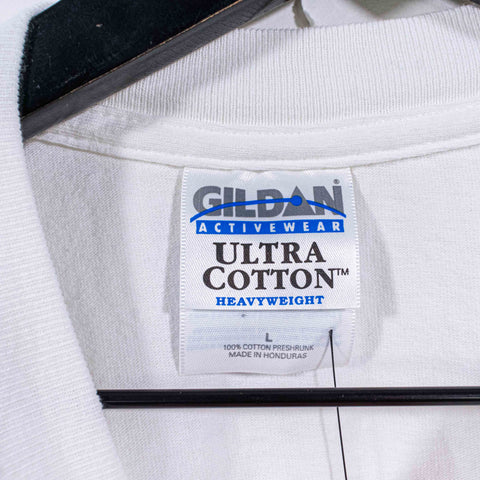 GILDAN®
ACTIVEWEAR
ULTRA
COTTON™
HEAVYWEIGHT
L
100% COTTON PRESHRUNK
MADE IN HONDURAS